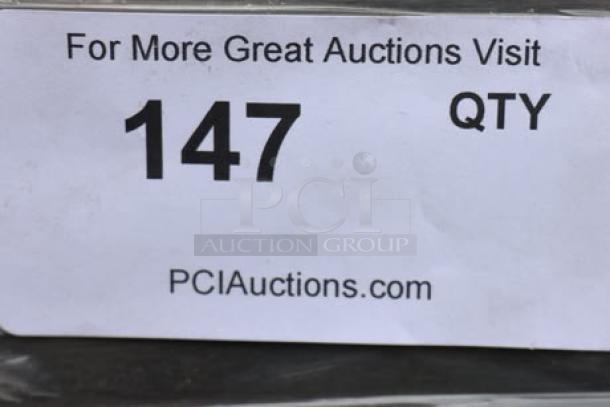 For More Great Auctions Visit
147 QTY
PCI
AUCTION GROUP
PCIAuctions.com